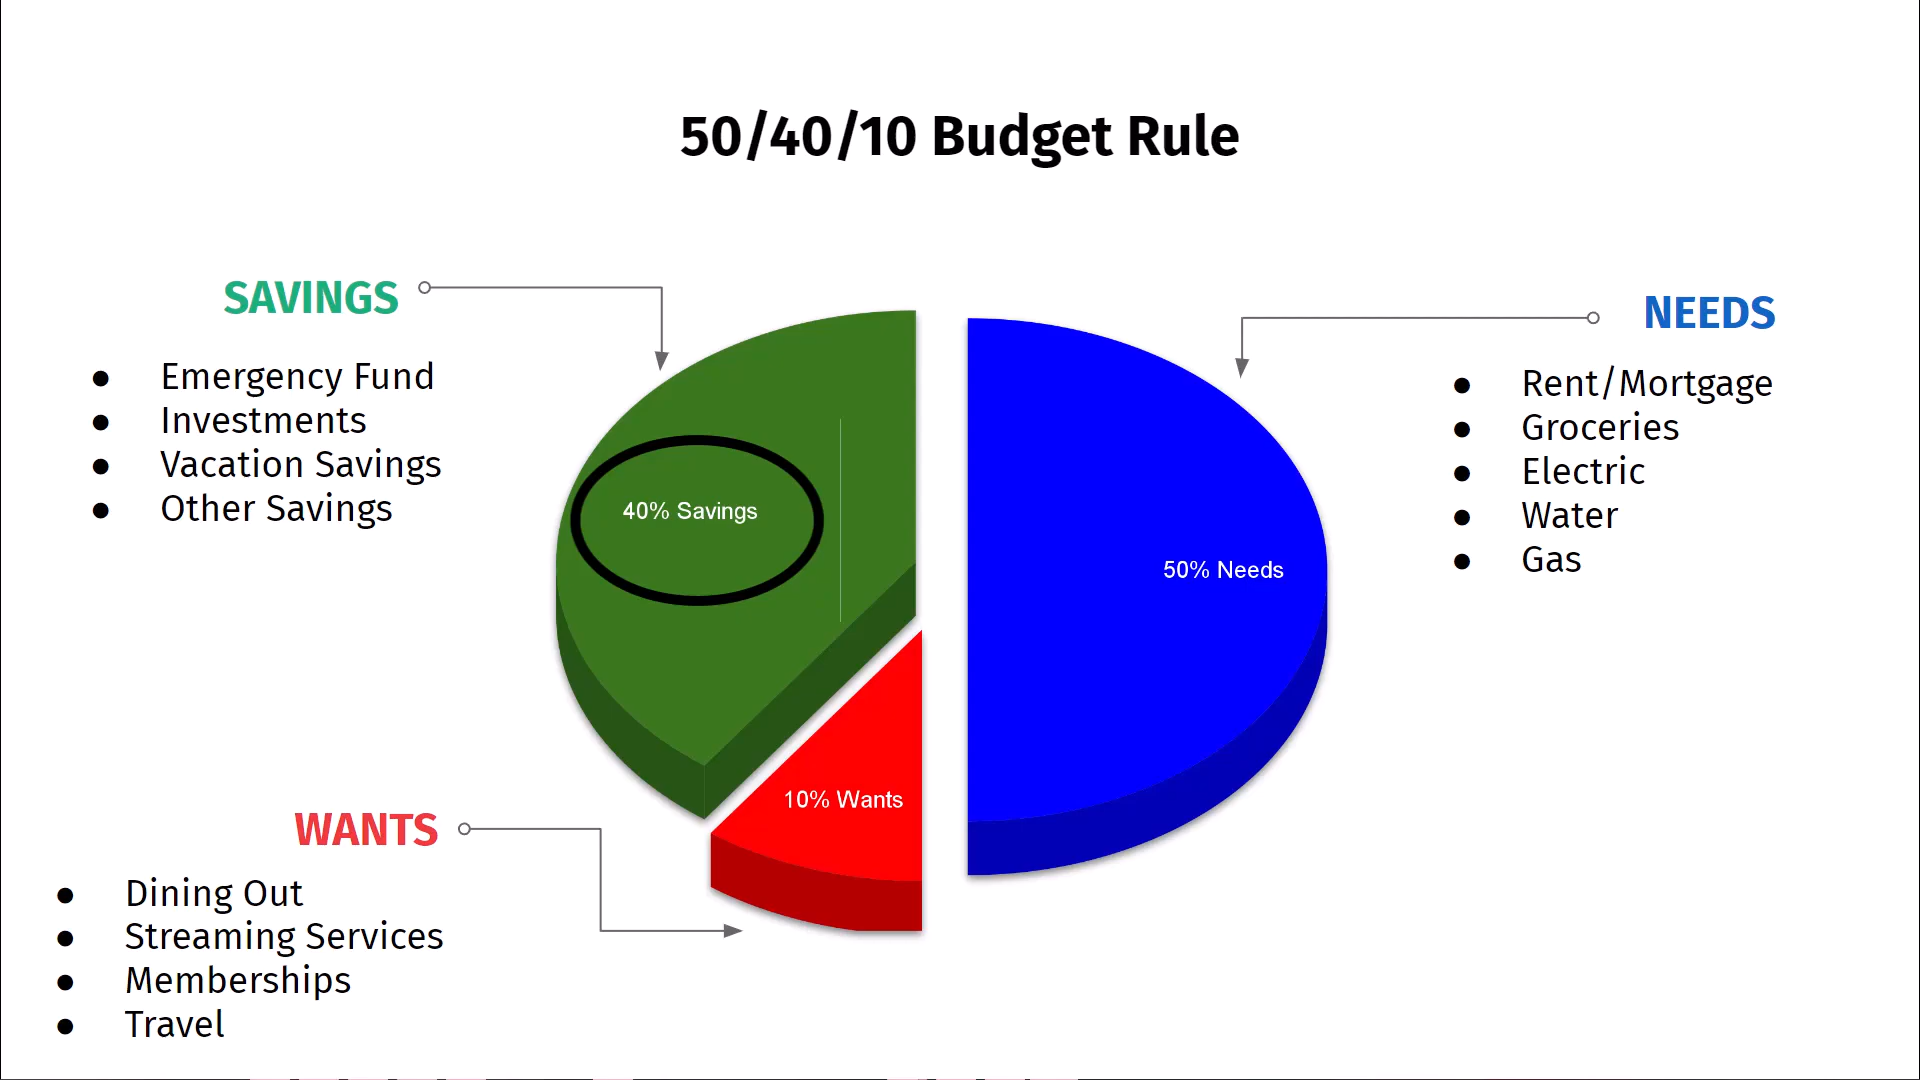 50/40/10 Budget Rule
SAVINGS
● Emergency Fund
● Investments
● Vacation Savings
● Other Savings
40% Savings
NEEDS
● Rent/Mortgage
● Groceries
● Electric
● Water
● Gas
50% Needs
WANTS
● Dining Out
● Streaming Services
● Memberships
● Travel
10% Wants